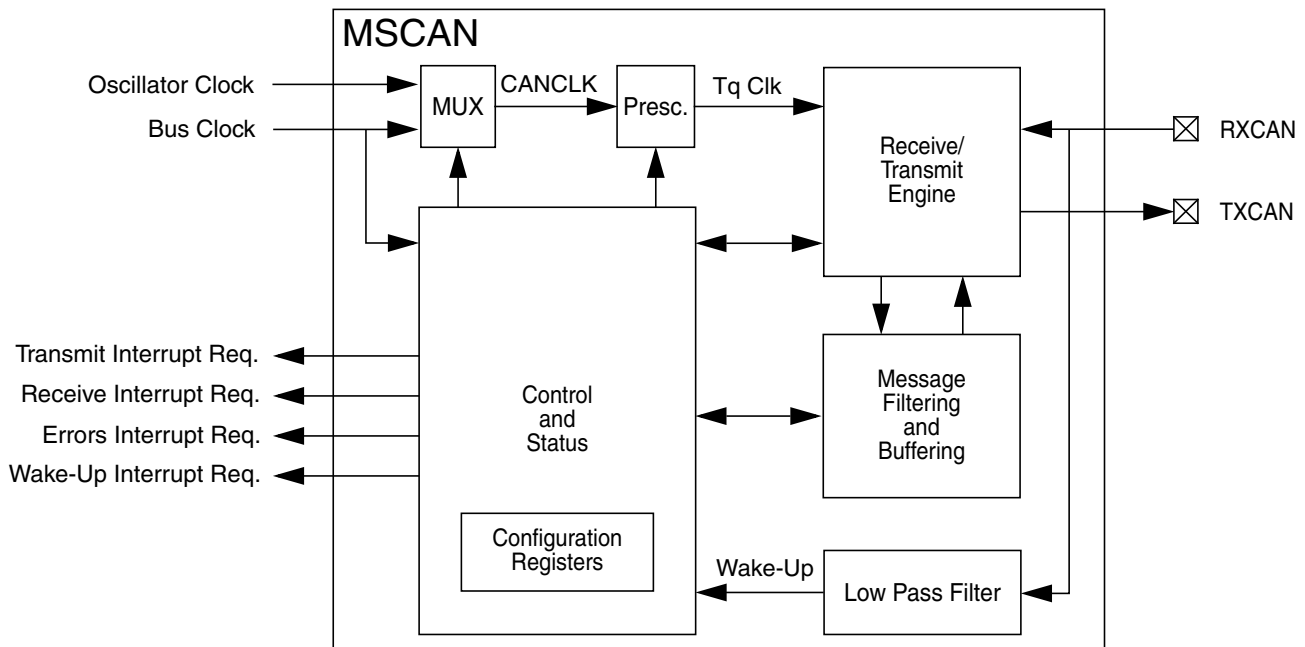 MSCAN
Oscillator Clock
Bus Clock
MUX
CANCLK
Presc.
Tq Clk
Receive/
Transmit
Engine
RXCAN
TXCAN
Transmit Interrupt Req.
Receive Interrupt Req.
Errors Interrupt Req.
Wake-Up Interrupt Req.
Control
and
Status
Message
Filtering
and
Buffering
Configuration
Registers
Wake-Up
Low Pass Filter